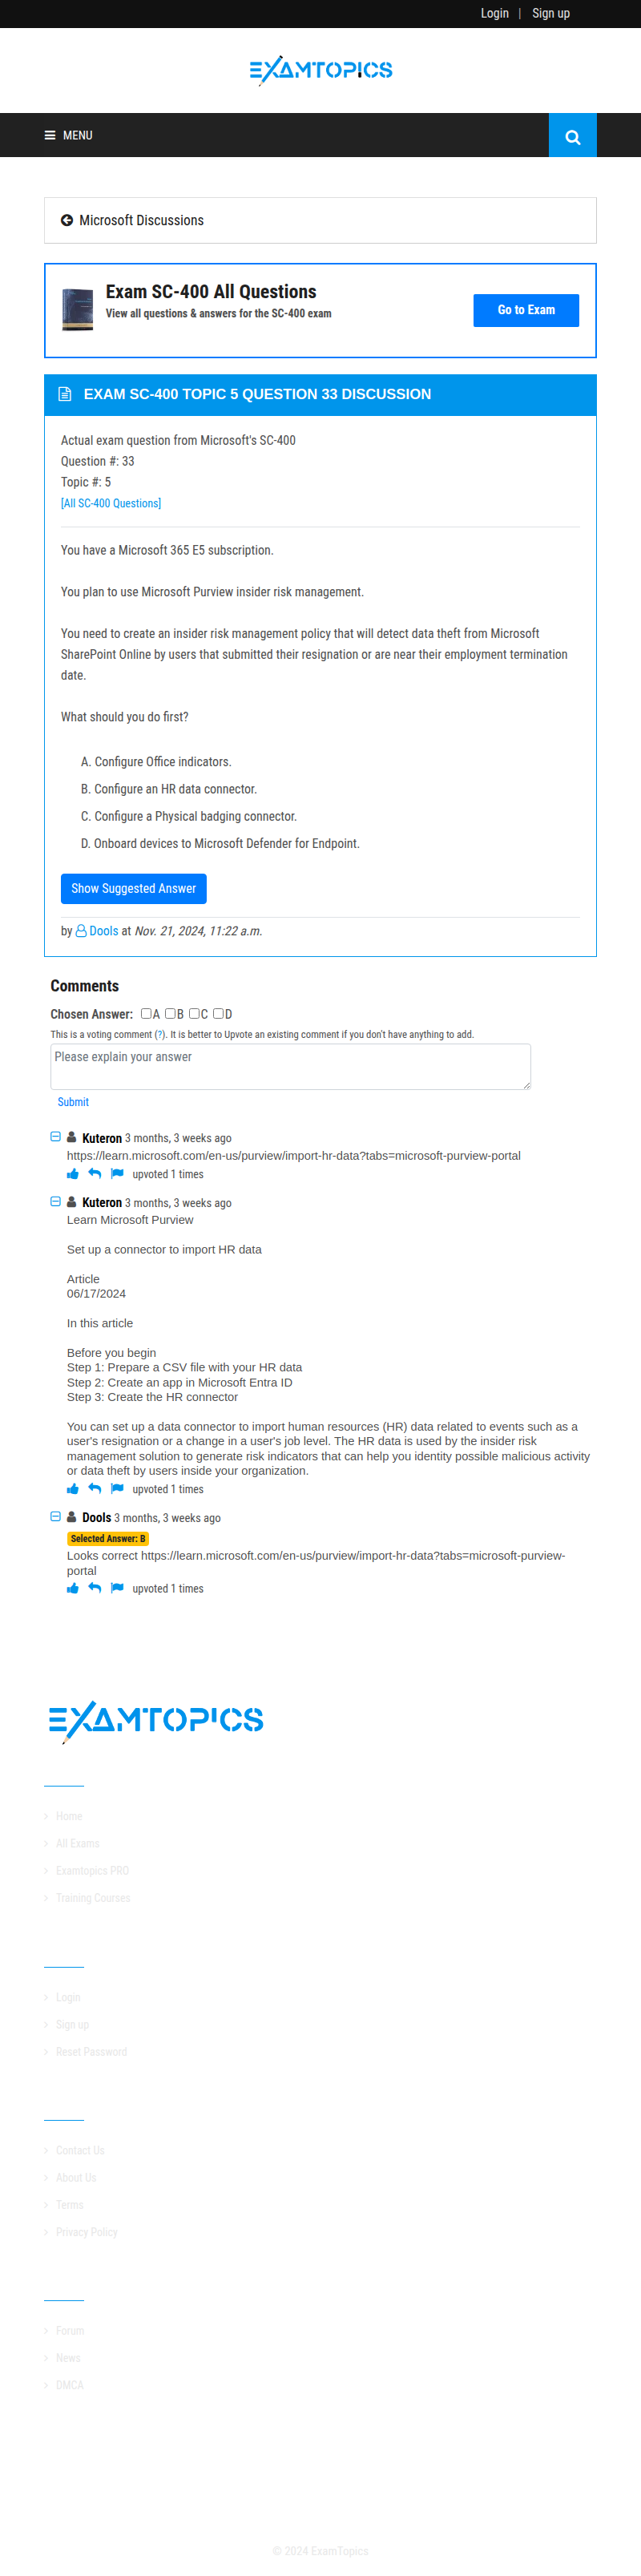 Login | Sign up
EXAMTOPICS
MENU
Microsoft Discussions
Exam SC-400 All Questions
View all questions & answers for the SC-400 exam
Go to Exam
EXAM SC-400 TOPIC 5 QUESTION 33 DISCUSSION
Actual exam question from Microsoft's SC-400
Question #: 33
Topic #: 5
[All SC-400 Questions]
You have a Microsoft 365 E5 subscription.
You plan to use Microsoft Purview insider risk management.
You need to create an insider risk management policy that will detect data theft from Microsoft
SharePoint Online by users that submitted their resignation or are near their employment termination
date.
What should you do first?
A. Configure Office indicators.
B. Configure an HR data connector.
C. Configure a Physical badging connector.
D. Onboard devices to Microsoft Defender for Endpoint.
Show Suggested Answer
by Dools at Nov. 21, 2024, 11:22 a.m.
Comments
Chosen Answer: A B C D
This is a voting comment (?). It is better to Upvote an existing comment if you don't have anything to add.
Please explain your answer
Submit
Kuteron 3 months, 3 weeks ago
https://learn.microsoft.com/en-us/purview/import-hr-data?tabs=microsoft-purview-portal
upvoted 1 times
Kuteron 3 months, 3 weeks ago
Learn Microsoft Purview
Set up a connector to import HR data
Article
06/17/2024
In this article
Before you begin
Step 1: Prepare a CSV file with your HR data
Step 2: Create an app in Microsoft Entra ID
Step 3: Create the HR connector
You can set up a data connector to import human resources (HR) data related to events such as a
user's resignation or a change in a user's job level. The HR data is used by the insider risk
management solution to generate risk indicators that can help you identity possible malicious activity
or data theft by users inside your organization.
upvoted 1 times
Dools 3 months, 3 weeks ago
Selected Answer: B
Looks correct https://learn.microsoft.com/en-us/purview/import-hr-data?tabs=microsoft-purview-
portal
upvoted 1 times
EXAMTOPICS
Home
All Exams
Examtopics PRO
Training Courses
Login
Sign up
Reset Password
Contact Us
About Us
Terms
Privacy Policy
Forum
News
DMCA
© 2024 ExamTopics